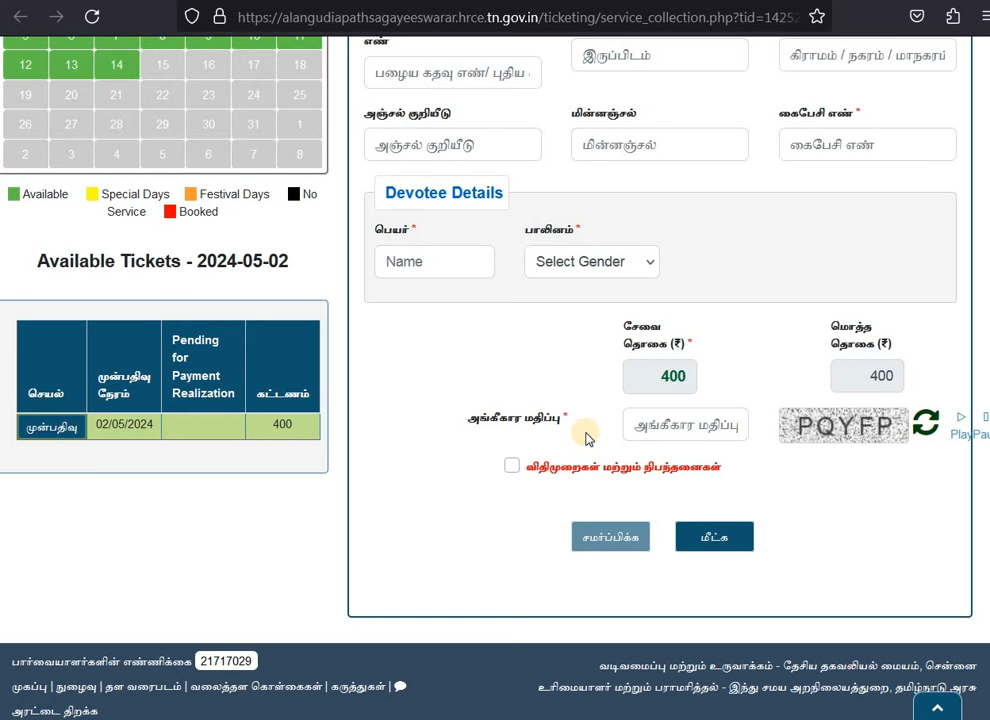 https://alangudiapathsagayeeswarar.hrce.tn.gov.in/ticketing/service_collection.php?tid=14252
எண்
பழைய கதவு எண்/ புதிய
இருப்பிடம்
கிராமம் / நகரம் / மாநகரம்
12 13 14 15 16 17 18
19 20 21 22 23 24 25
26 27 28 29 30 31 1
2 3 4 5 6 7 8
Available Special Days Festival Days No
Service Booked
Available Tickets - 2024-05-02
செயல் முன்பதிவு நேரம் Pending for Payment Realization கட்டணம்
முன்பதிவு 02/05/2024 400
அஞ்சல் குறியீடு மின்னஞ்சல் கைபேசி எண் *
அஞ்சல் குறியீடு மின்னஞ்சல் கைபேசி எண்
Devotee Details
பெயர் * பாலினம் *
Name Select Gender
சேவை மொத்த
தொகை (₹) * தொகை (₹)
400 400
அங்கீகார மதிப்பு * அங்கீகார மதிப்பு PQYFP
PlayPau
விதிமுறைகள் மற்றும் நிபந்தனைகள்
சமர்ப்பிக்க மீட்க
பார்வையாளர்களின் எண்ணிக்கை 21717029
முகப்பு | நுழைவு | தள வரைபடம் | வலைத்தள கொள்கைகள் | கருத்துகள் |
அரட்டை திறக்க
வடிவமைப்பு மற்றும் உருவாக்கம் - தேசிய தகவலியல் மையம், சென்னை
உரிமையாளர் மற்றும் பராமரித்தல் - இந்து சமய அறநிலையத்துறை, தமிழ்நாடு அரசு